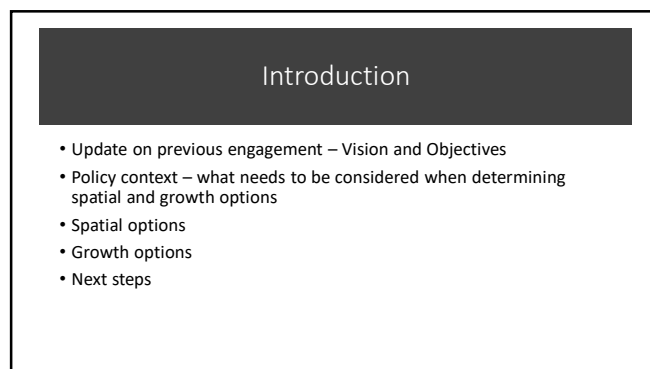 Introduction
• Update on previous engagement – Vision and Objectives
• Policy context – what needs to be considered when determining
spatial and growth options
• Spatial options
• Growth options
• Next steps